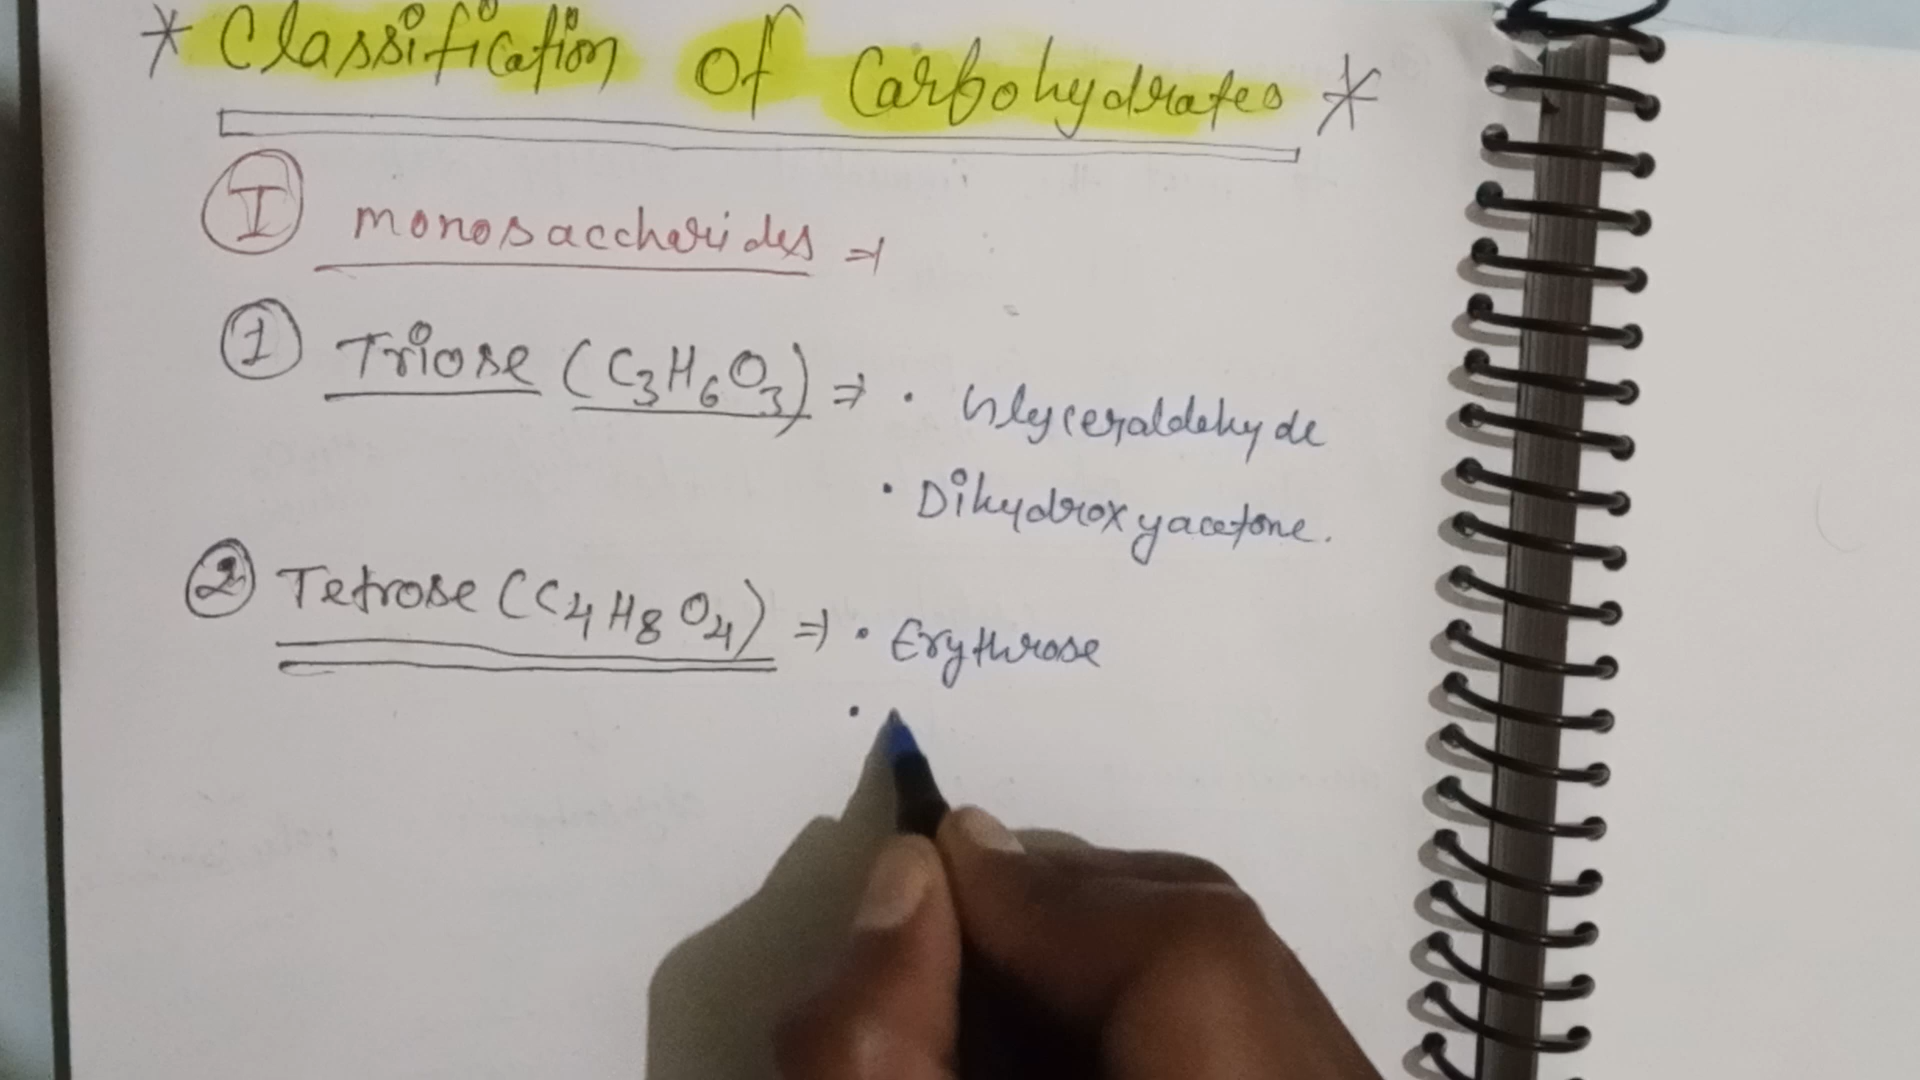 * Classification of Carbohydrates *
I monosaccharides ⇒
1 Triose (C₃H₆O₃) ⇒ • Glyceraldehyde
• Dihydroxyacetone.
2 Tetrose (C₄H₈O₄) ⇒ • Erythrose
•